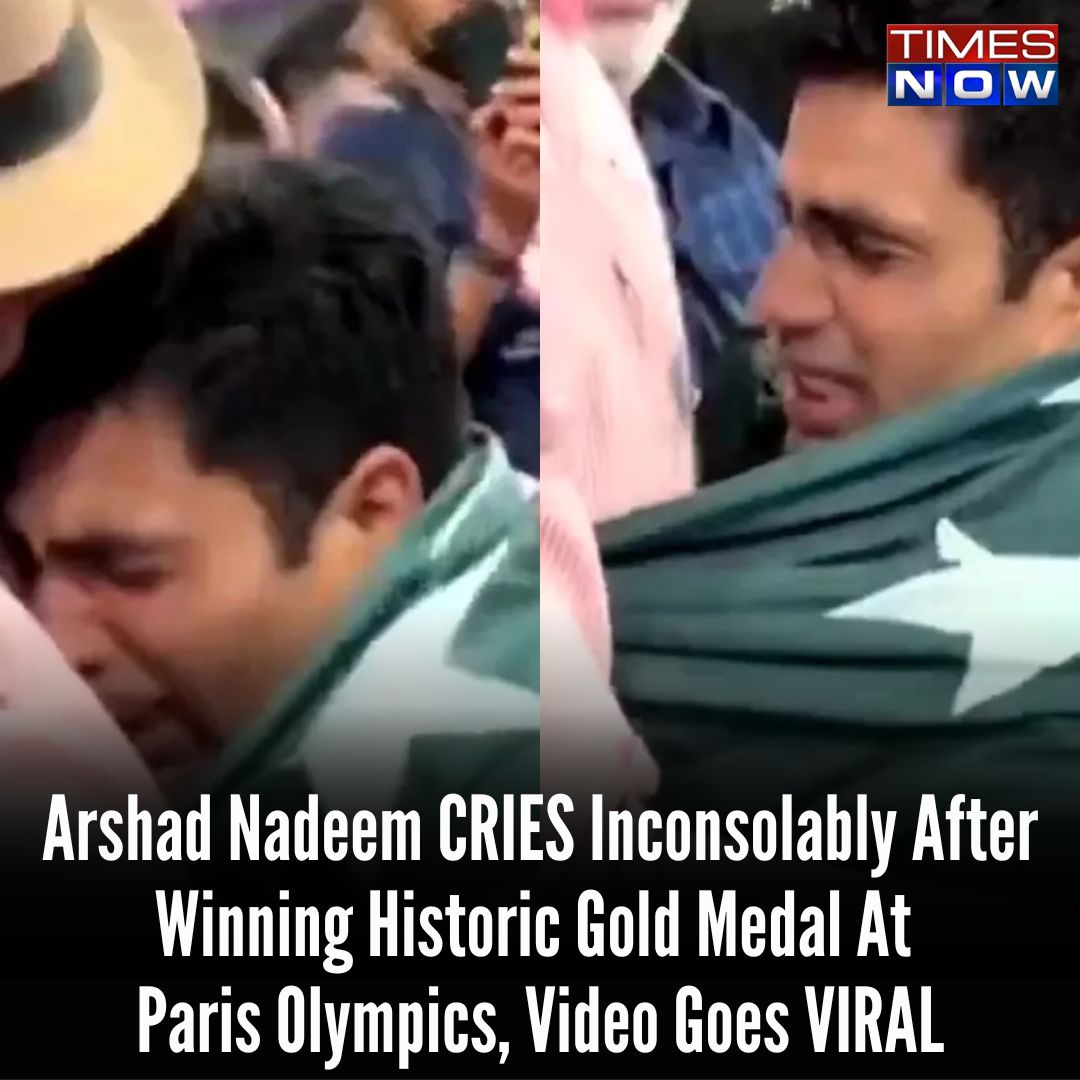 TIMES
NOW
Arshad Nadeem CRIES Inconsolably After
Winning Historic Gold Medal At
Paris Olympics, Video Goes VIRAL